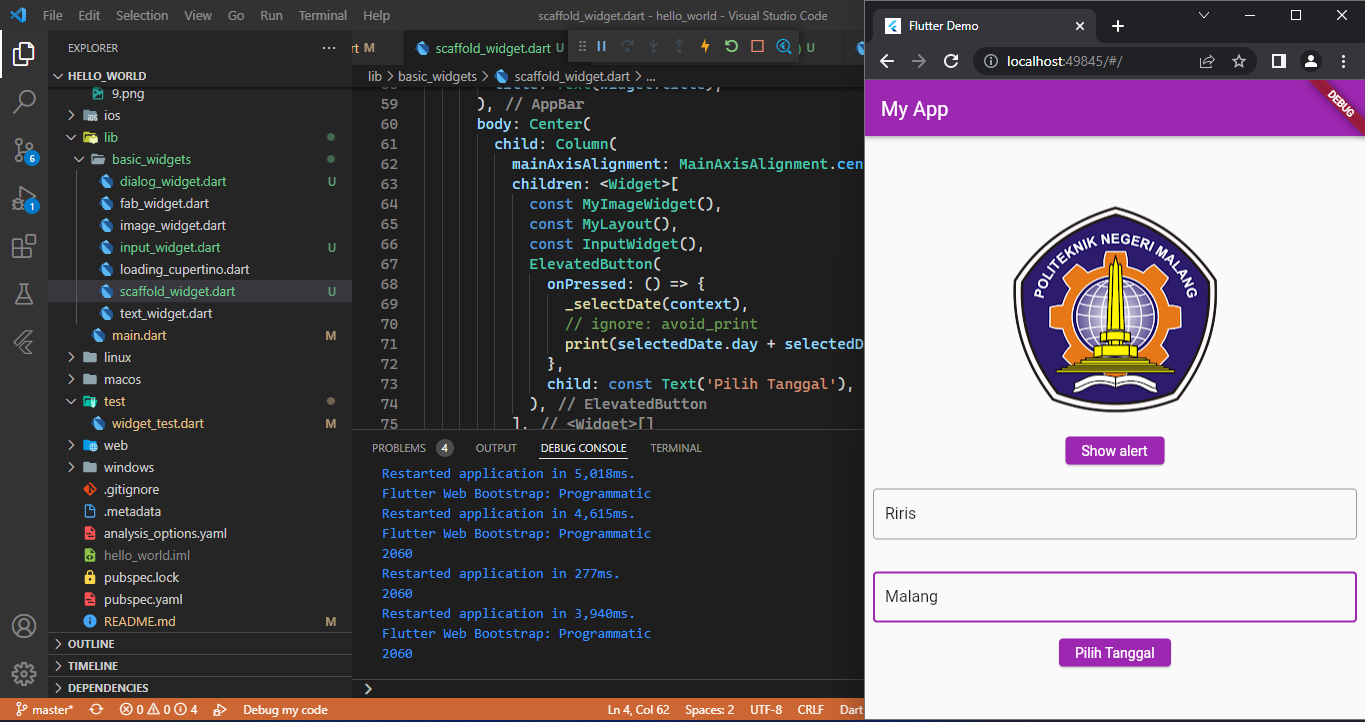 File Edit Selection View Go Run Terminal Help
scaffold_widget.dart - hello_world - Visual Studio Code
EXPLORER
HELLO_WORLD
9.png
ios
lib
basic_widgets
dialog_widget.dart U
fab_widget.dart
image_widget.dart
input_widget.dart U
loading_cupertino.dart
scaffold_widget.dart U
text_widget.dart
main.dart M
linux
macos
test
widget_test.dart M
web
windows
.gitignore
.metadata
analysis_options.yaml
hello_world.iml
pubspec.lock
pubspec.yaml
README.md M
OUTLINE
TIMELINE
DEPENDENCIES
6
1
rt M
scaffold_widget.dart U
U
lib > basic_widgets > scaffold_widget.dart > ...
58 title: Text(widget.title),
59 ), // AppBar
60 body: Center(
61 child: Column(
62 mainAxisAlignment: MainAxisAlignment.cen
63 children: <Widget>[
64 const MyImageWidget(),
65 const MyLayout(),
66 const InputWidget(),
67 ElevatedButton(
68 onPressed: () => {
69 _selectDate(context),
70 // ignore: avoid_print
71 print(selectedDate.day + selectedD
72 },
73 child: const Text('Pilih Tanggal'),
74 ), // ElevatedButton
75 ], // <Widget>[]
PROBLEMS 4 OUTPUT DEBUG CONSOLE TERMINAL
Restarted application in 5,018ms.
Flutter Web Bootstrap: Programmatic
Restarted application in 4,615ms.
Flutter Web Bootstrap: Programmatic
2060
Restarted application in 277ms.
2060
Restarted application in 3,940ms.
Flutter Web Bootstrap: Programmatic
2060
master* 0 0 4 Debug my code Ln 4, Col 62 Spaces: 2 UTF-8 CRLF Dart
Flutter Demo
localhost:49845/#/
My App
DEBUG
POLITEKNIK NEGERI MALANG
Show alert
Riris
Malang
Pilih Tanggal